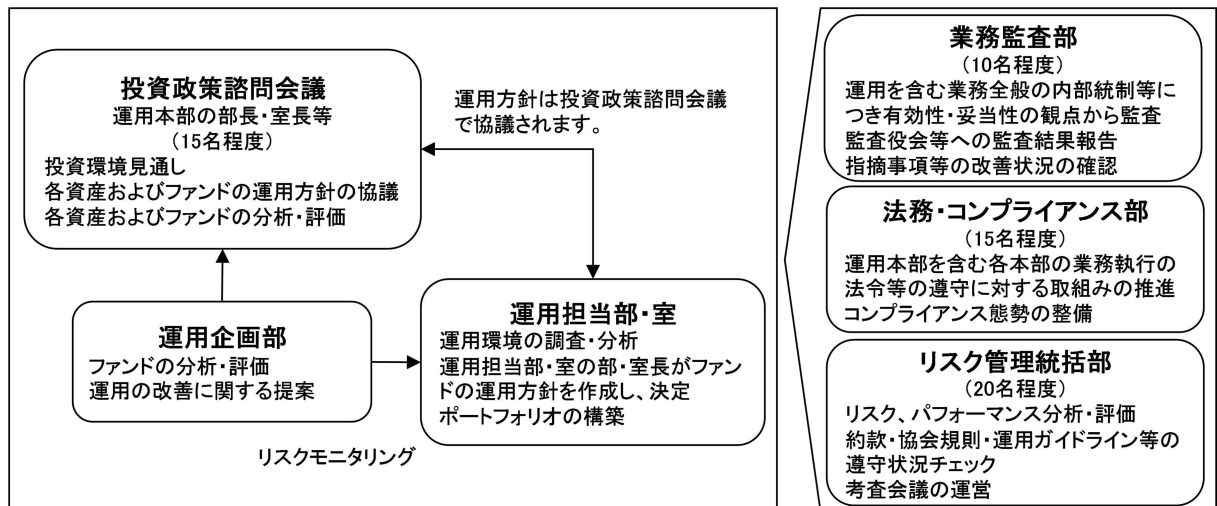 投資政策諮問会議
運用本部の部長・室長等
(15名程度)
投資環境見通し
各資産およびファンドの運用方針の協議
各資産およびファンドの分析・評価
運用方針は投資政策諮問会議
で協議されます。
運用企画部
ファンドの分析・評価
運用の改善に関する提案
運用担当部・室
運用環境の調査・分析
運用担当部・室の部・室長がファン
ドの運用方針を作成し、決定
ポートフォリオの構築
リスクモニタリング
業務監査部
(10名程度)
運用を含む業務全般の内部統制等に
つき有効性・妥当性の観点から監査
監査役会等への監査結果報告
指摘事項等の改善状況の確認
法務・コンプライアンス部
(15名程度)
運用本部を含む各本部の業務執行の
法令等の遵守に対する取組みの推進
コンプライアンス態勢の整備
リスク管理統括部
(20名程度)
リスク、パフォーマンス分析・評価
約款・協会規則・運用ガイドライン等の
遵守状況チェック
考査会議の運営